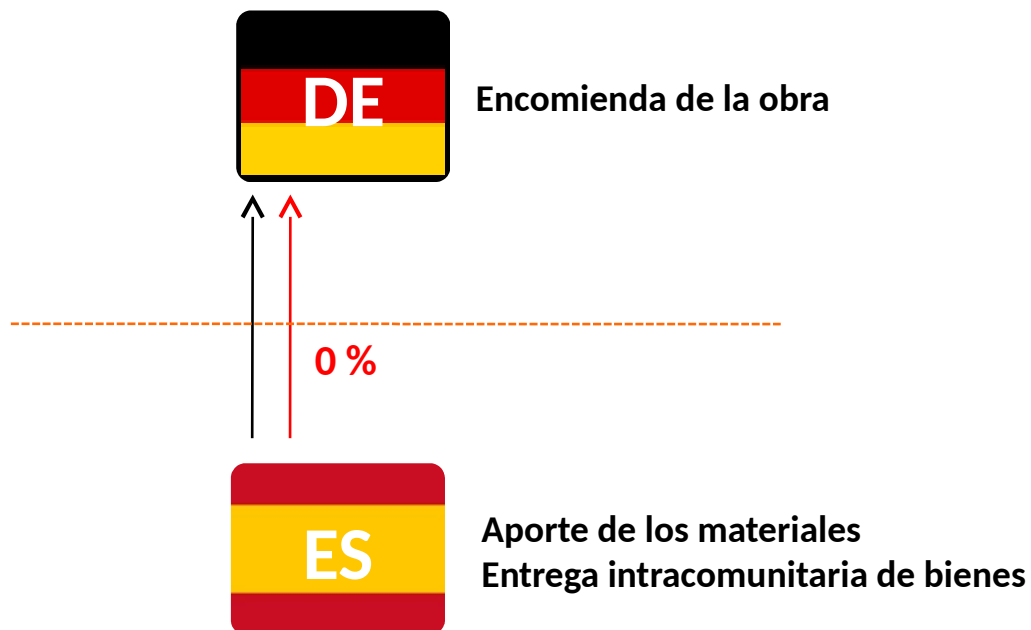 DE
Encomienda de la obra
0 %
ES
Aporte de los materiales
Entrega intracomunitaria de bienes